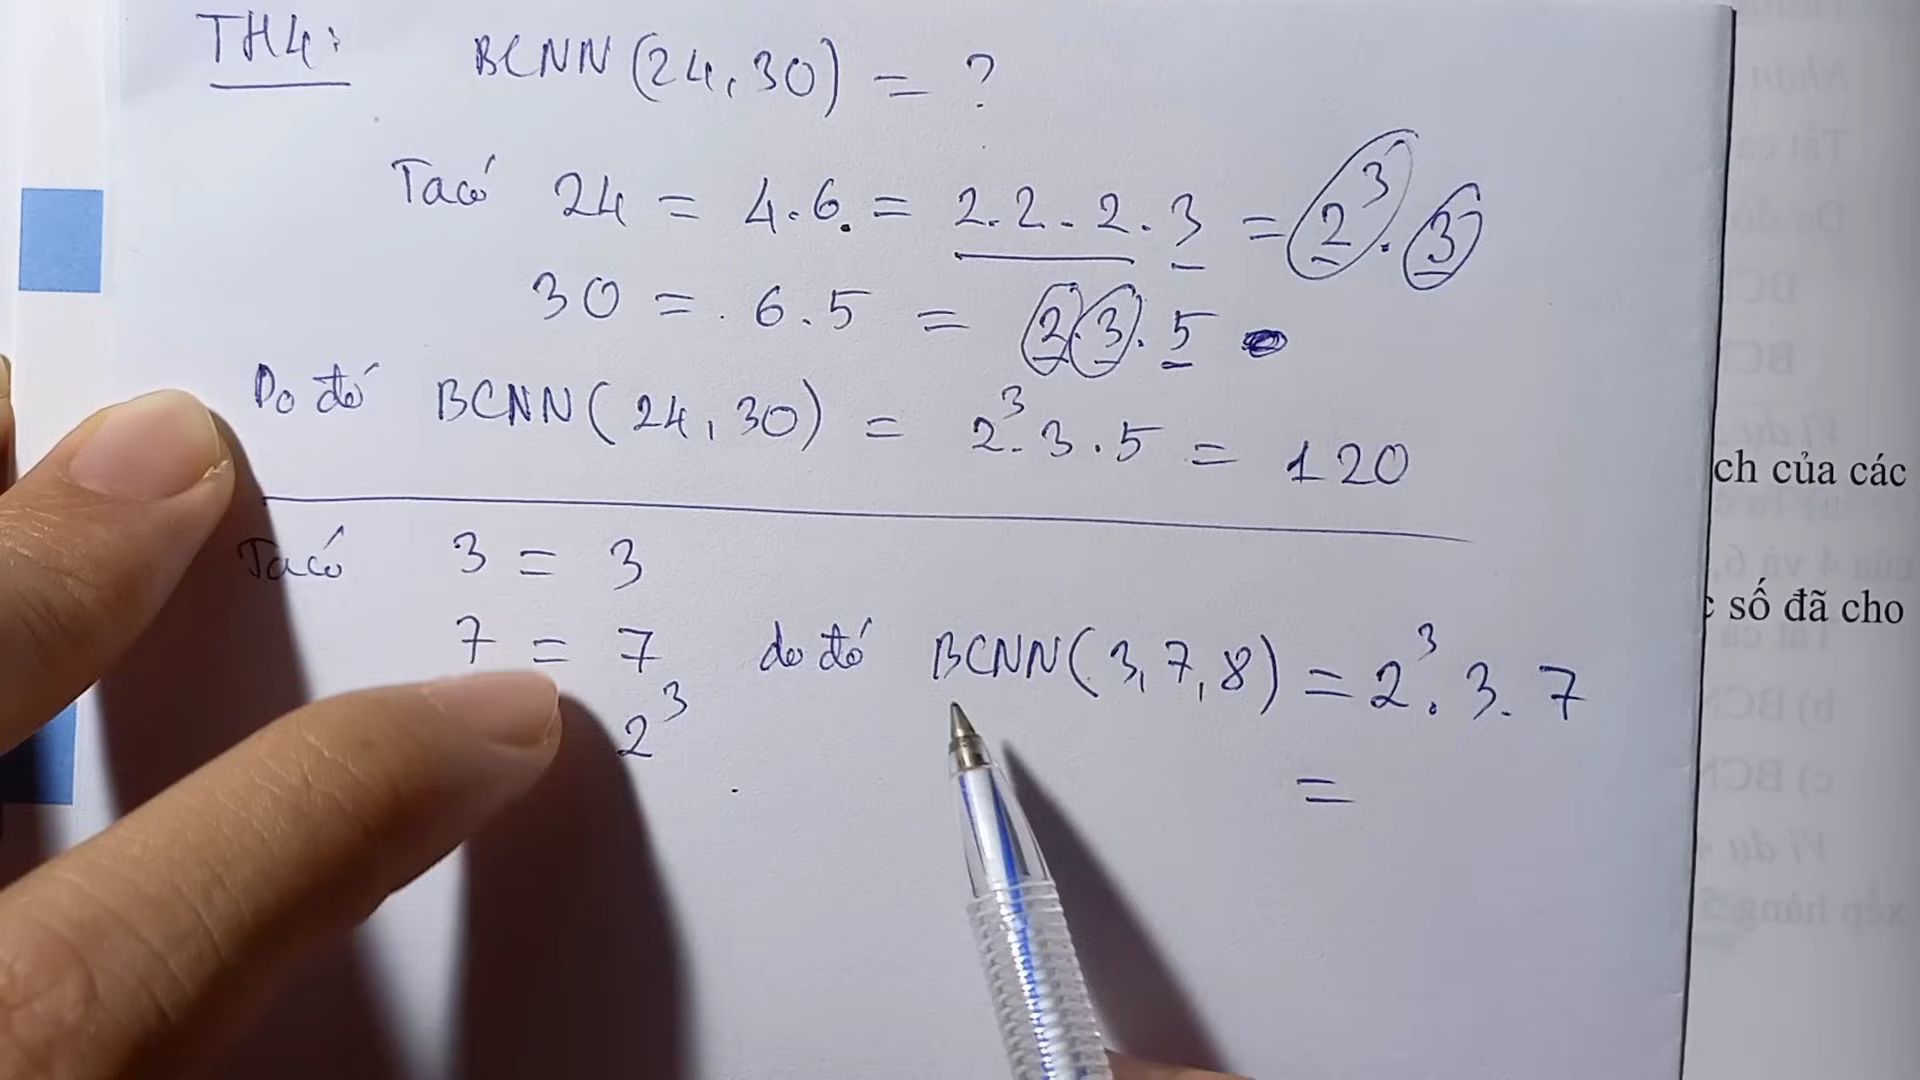 TH4:
BCNN(24,30) = ?
Ta có 24 = 4.6. = 2.2.2.3 = 2³.3
30 = .6.5 = 2.3.5
Do đó BCNN(24,30) = 2³.3.5 = 120
ch của các
Ta có 3 = 3
7 = 7 do đó BCNN(3,7,8) = 2³.3.7
số đã cho
2³
=